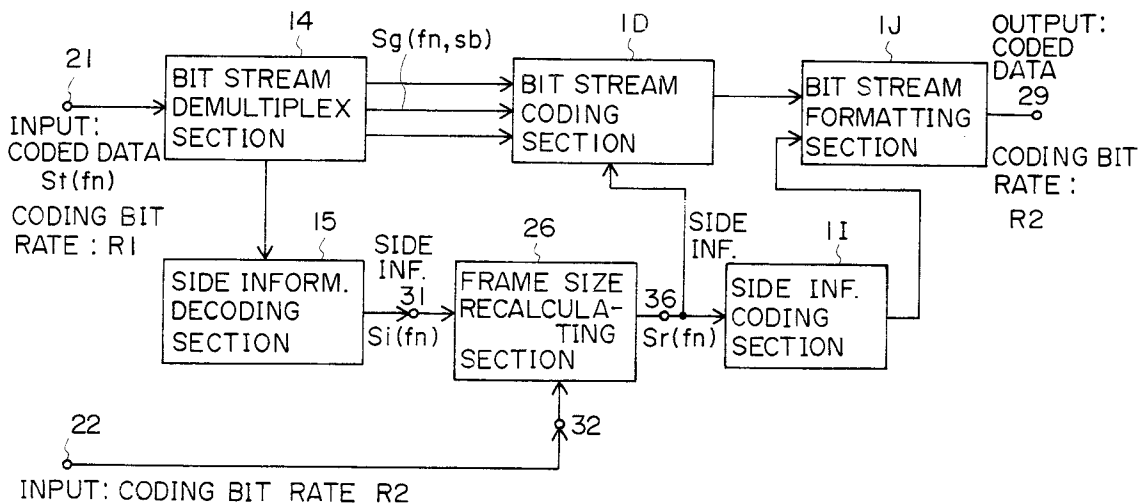 21
INPUT:
CODED DATA
St(fn)
CODING BIT
RATE: R1
14
BIT STREAM
DEMULTIPLEX
SECTION
Sg(fn,sb)
1D
BIT STREAM
CODING
SECTION
1J
BIT STREAM
FORMATTING
SECTION
OUTPUT:
CODED
DATA
29
CODING BIT
RATE:
R2
15
SIDE INFORM.
DECODING
SECTION
SIDE
INF.
31
Si(fn)
26
FRAME SIZE
RECALCULA-
TING
SECTION
36
Sr(fn)
SIDE
INF.
1I
SIDE INF.
CODING
SECTION
32
22
INPUT: CODING BIT RATE R2